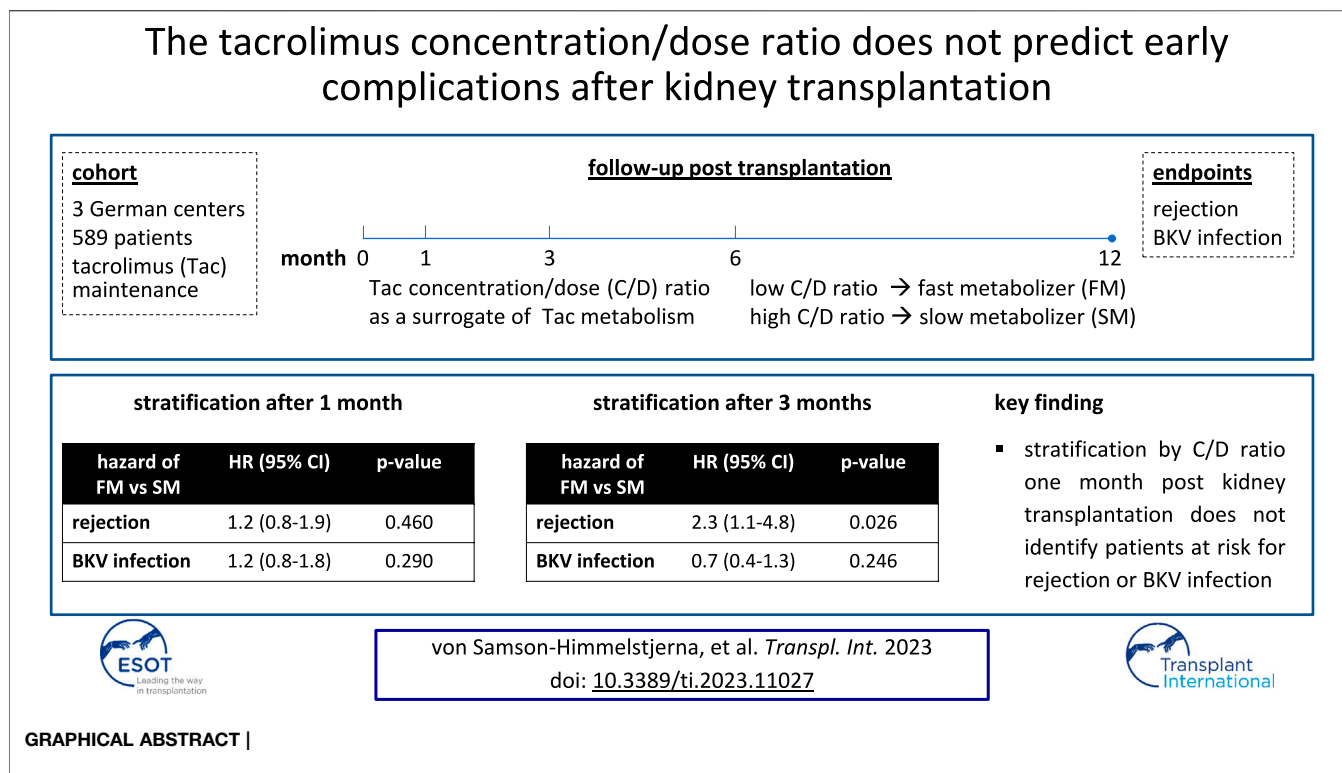 The tacrolimus concentration/dose ratio does not predict early
complications after kidney transplantation
cohort
3 German centers
589 patients
tacrolimus (Tac)
maintenance
follow-up post transplantation
month 0 1 3 6 12
Tac concentration/dose (C/D) ratio
as a surrogate of Tac metabolism
low C/D ratio → fast metabolizer (FM)
high C/D ratio → slow metabolizer (SM)
endpoints
rejection
BKV infection
stratification after 1 month
hazard of HR (95% CI) p-value
FM vs SM
rejection 1.2 (0.8-1.9) 0.460
BKV infection 1.2 (0.8-1.8) 0.290
stratification after 3 months
hazard of HR (95% CI) p-value
FM vs SM
rejection 2.3 (1.1-4.8) 0.026
BKV infection 0.7 (0.4-1.3) 0.246
key finding
▪ stratification by C/D ratio
one month post kidney
transplantation does not
identify patients at risk for
rejection or BKV infection
ESOT
Leading the way
in transplantation
von Samson-Himmelstjerna, et al. Transpl. Int. 2023
doi: 10.3389/ti.2023.11027
Transplant
International
GRAPHICAL ABSTRACT |